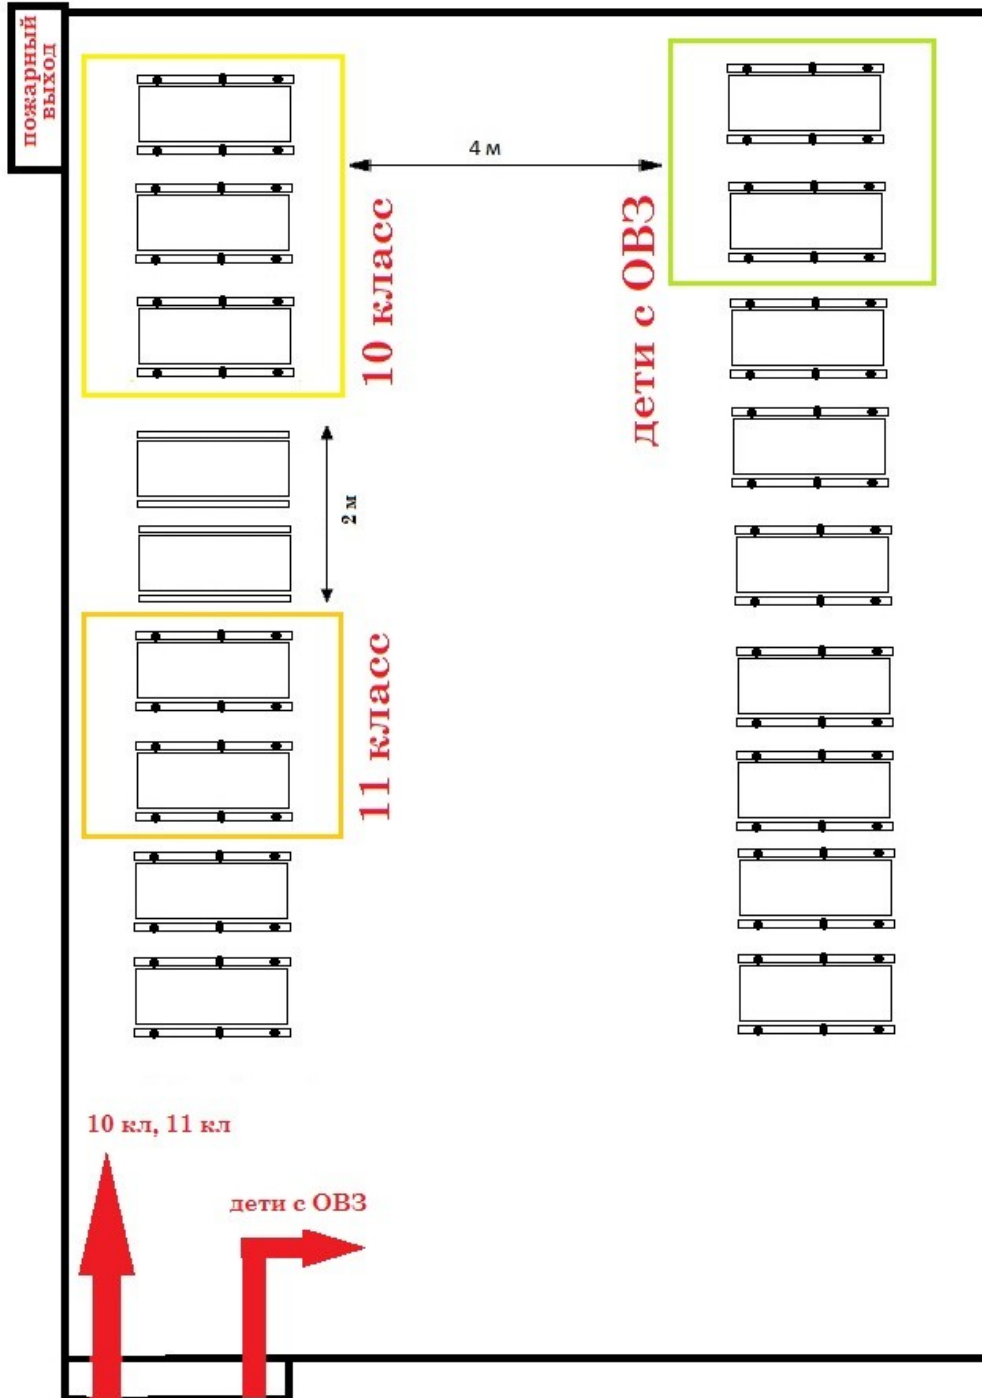 пожарный
выход
4 м
10 класс
дети с ОВЗ
2 м
11 класс
10 кл, 11 кл
дети с ОВЗ